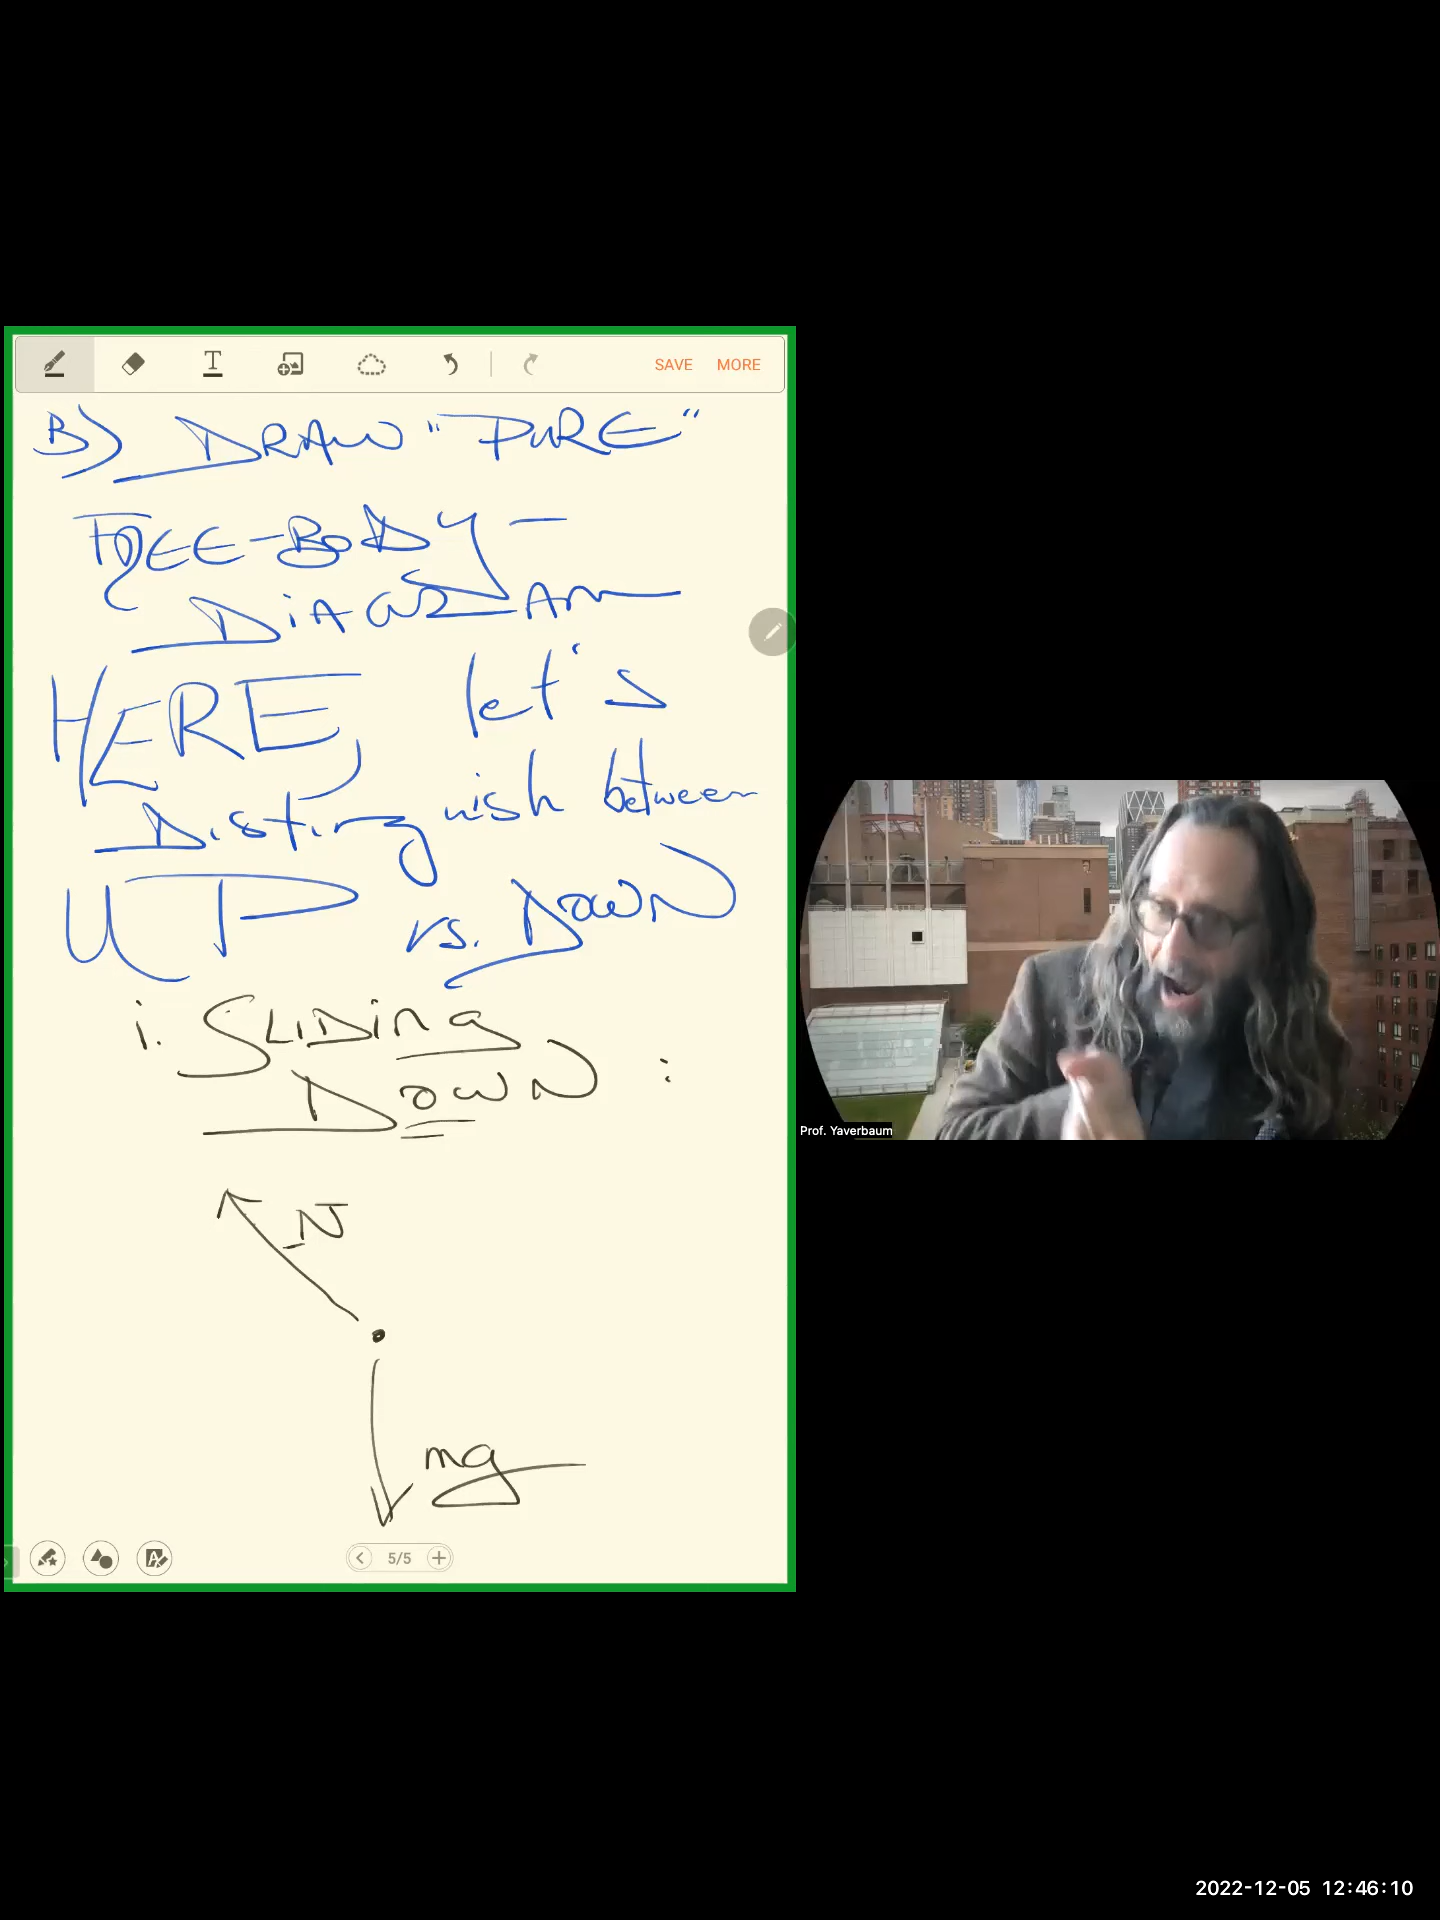 T
SAVE MORE
B) DRAW "PURE"
FREE-BODY-
DIAGRAM
HERE, let's
Distinguish between
UP vs. DOWN
i. SLIDING
DOWN :
N
mg
5/5
Prof. Yaverbaum
2022-12-05 12:46:10